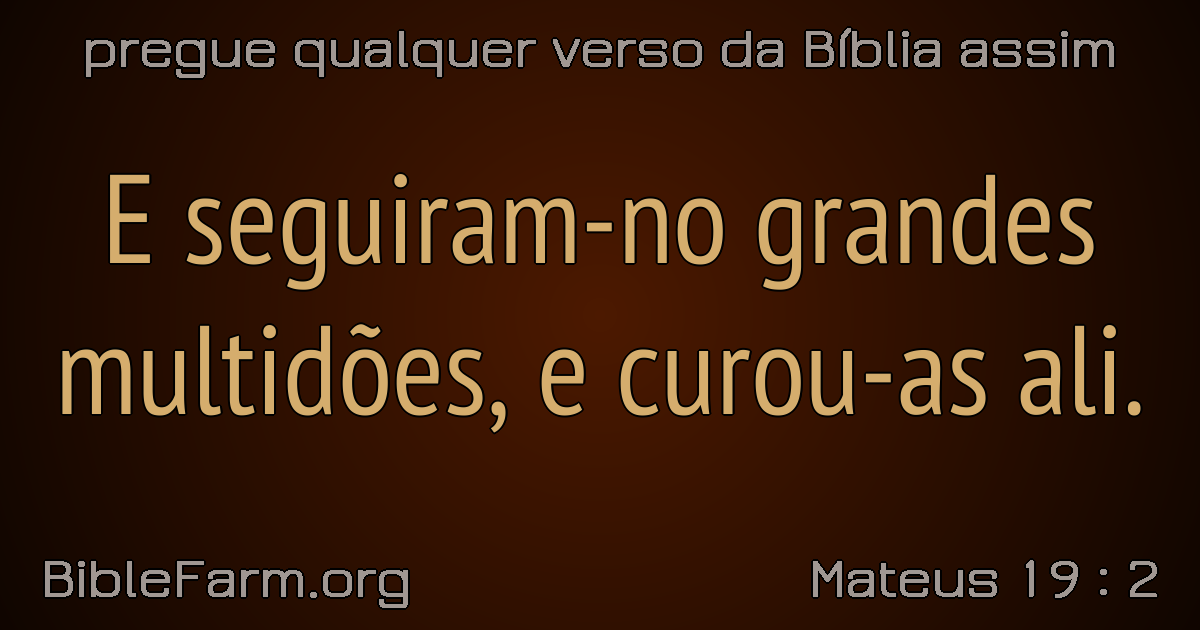 pregue qualquer verso da Bíblia assim
E seguiram-no grandes
multidões, e curou-as ali.
BibleFarm.org
Mateus 19 : 2